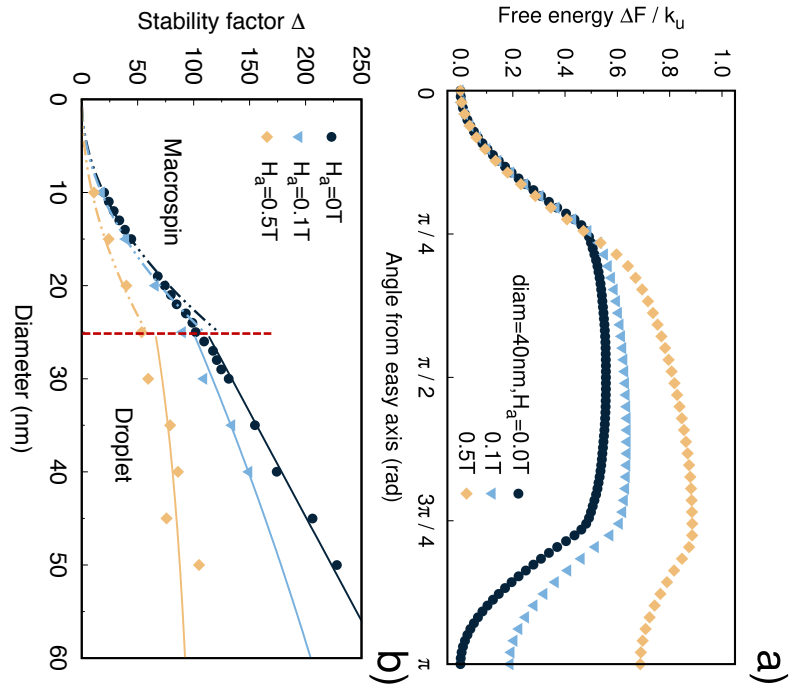 a)
Free energy ΔF / k_u
1.0
0.8
0.6
0.4
0.2
0.0
diam=40nm,H_a=0.0T
0.1T
0.5T
0
π / 4
π / 2
3π / 4
π
Angle from easy axis (rad)
b)
Stability factor Δ
250
200
150
100
50
0
H_a=0T
H_a=0.1T
H_a=0.5T
Macrospin
Droplet
0
10
20
30
40
50
60
Diameter (nm)